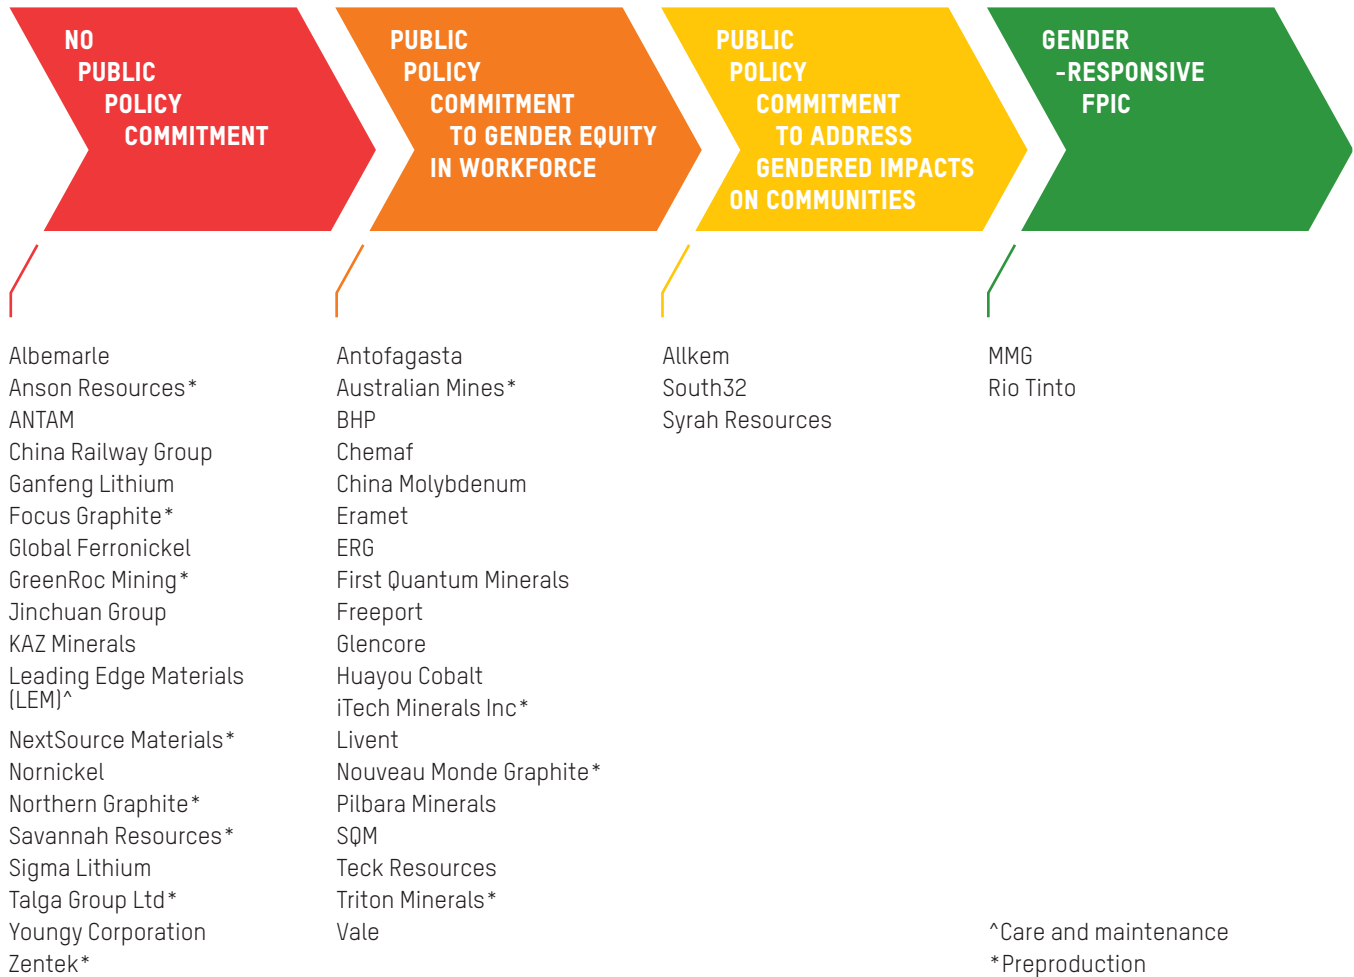 NO
PUBLIC
POLICY
COMMITMENT
PUBLIC
POLICY
COMMITMENT
TO GENDER EQUITY
IN WORKFORCE
PUBLIC
POLICY
COMMITMENT
TO ADDRESS
GENDERED IMPACTS
ON COMMUNITIES
GENDER
-RESPONSIVE
FPIC
Albemarle
Anson Resources*
ANTAM
China Railway Group
Ganfeng Lithium
Focus Graphite*
Global Ferronickel
GreenRoc Mining*
Jinchuan Group
KAZ Minerals
Leading Edge Materials
(LEM)^
NextSource Materials*
Nornickel
Northern Graphite*
Savannah Resources*
Sigma Lithium
Talga Group Ltd*
Youngy Corporation
Zentek*
Antofagasta
Australian Mines*
BHP
Chemaf
China Molybdenum
Eramet
ERG
First Quantum Minerals
Freeport
Glencore
Huayou Cobalt
iTech Minerals Inc*
Livent
Nouveau Monde Graphite*
Pilbara Minerals
SQM
Teck Resources
Triton Minerals*
Vale
Allkem
South32
Syrah Resources
MMG
Rio Tinto
^Care and maintenance
*Preproduction